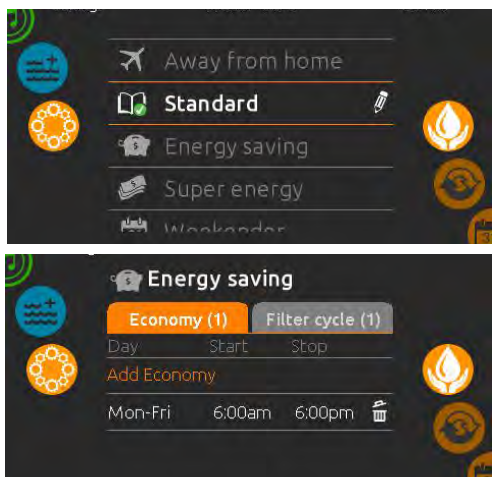 Away from home
Standard
Energy saving
Super energy
Weekender
Energy saving
Economy (1) Filter cycle (1)
Day Start Stop
Add Economy
Mon-Fri 6:00am 6:00pm